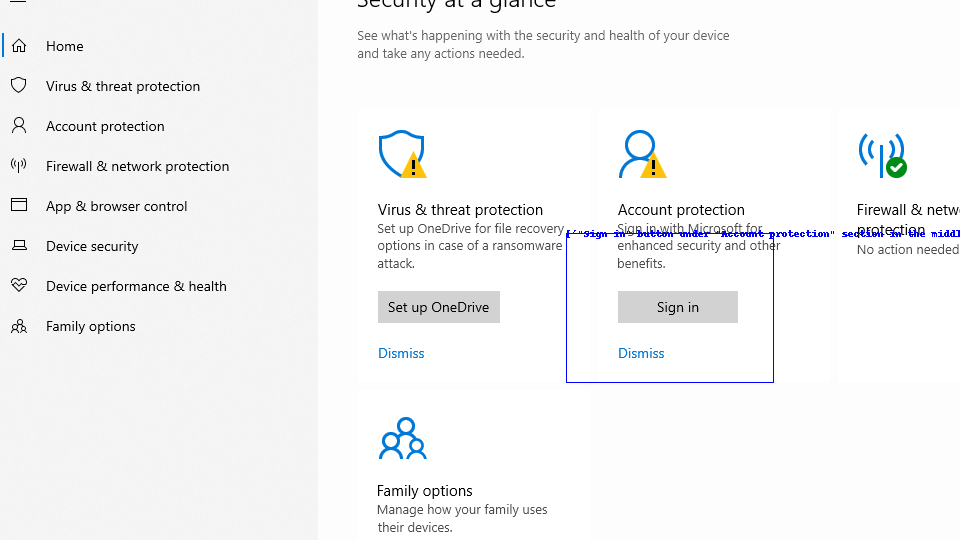 Security at a glance
See what's happening with the security and health of your device
and take any actions needed.
Home
Virus & threat protection
Account protection
Firewall & network protection
App & browser control
Device security
Device performance & health
Family options
Virus & threat protection
Set up OneDrive for file recovery
options in case of a ransomware
attack.
Set up OneDrive
Dismiss
Account protection
Sign in with Microsoft for
enhanced security and other
benefits.
Sign in
Dismiss
["Sign in" button under "Account protection" section in the middl
Firewall & netw
protection
No action needed
Family options
Manage how your family uses
their devices.